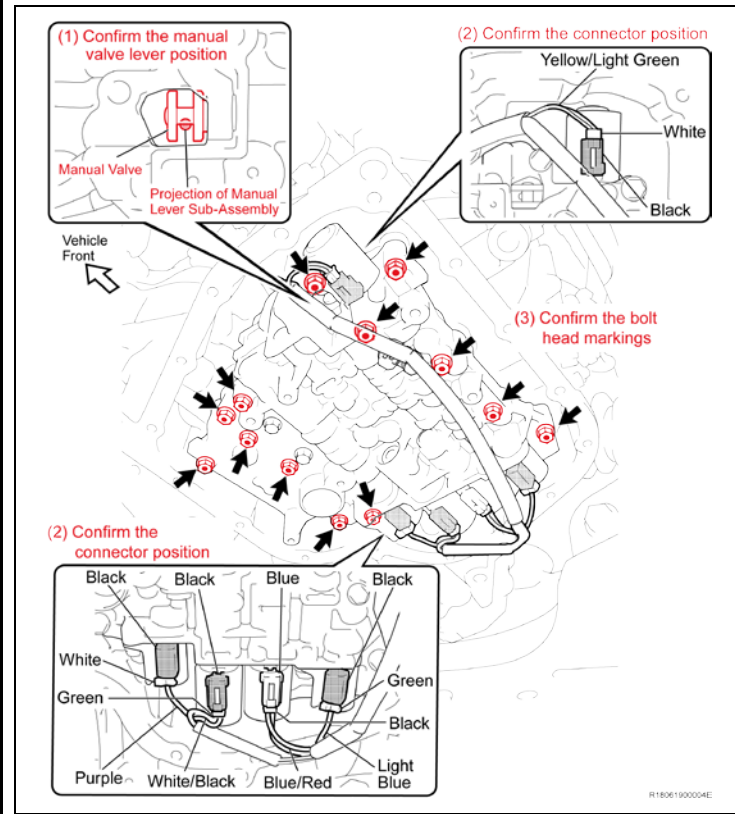 (1) Confirm the manual
valve lever position
Manual Valve
Projection of Manual
Lever Sub-Assembly
(2) Confirm the connector position
Yellow/Light Green
White
Black
Vehicle
Front
(3) Confirm the bolt
head markings
(2) Confirm the
connector position
Black
Black
Blue
Black
White
Green
Green
Black
Purple
White/Black
Blue/Red
Light
Blue
R18061900004E